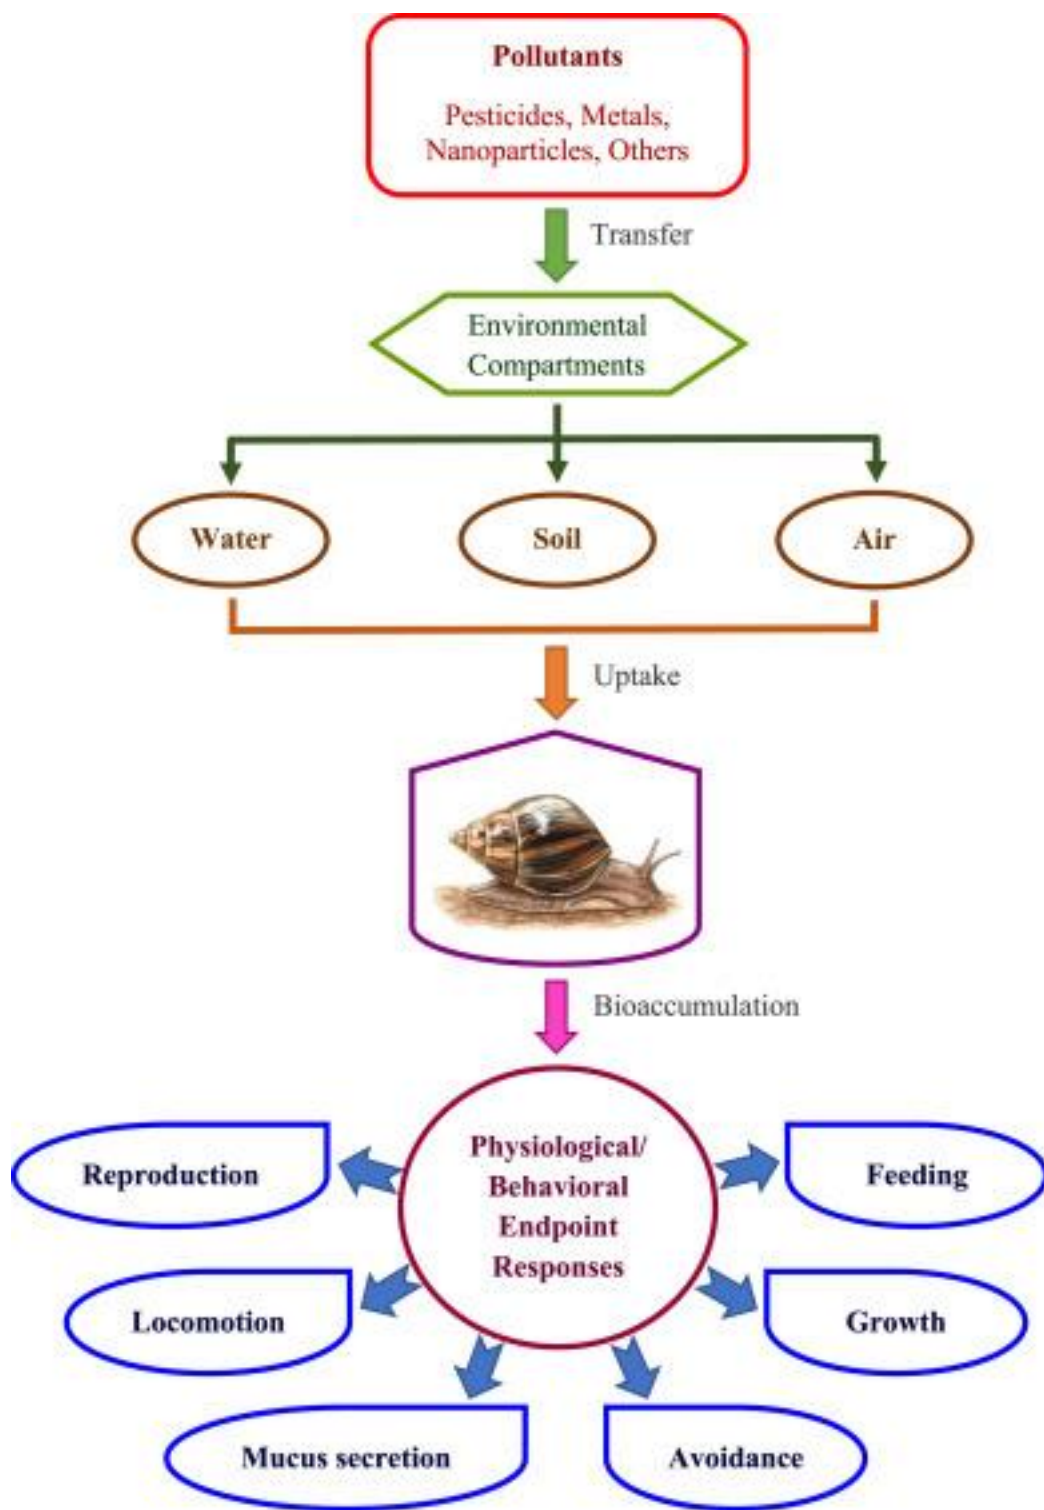 Pollutants
Pesticides, Metals,
Nanoparticles, Others
Transfer
Environmental
Compartments
Water
Soil
Air
Uptake
Bioaccumulation
Physiological/
Behavioral
Endpoint
Responses
Reproduction
Feeding
Locomotion
Growth
Mucus secretion
Avoidance